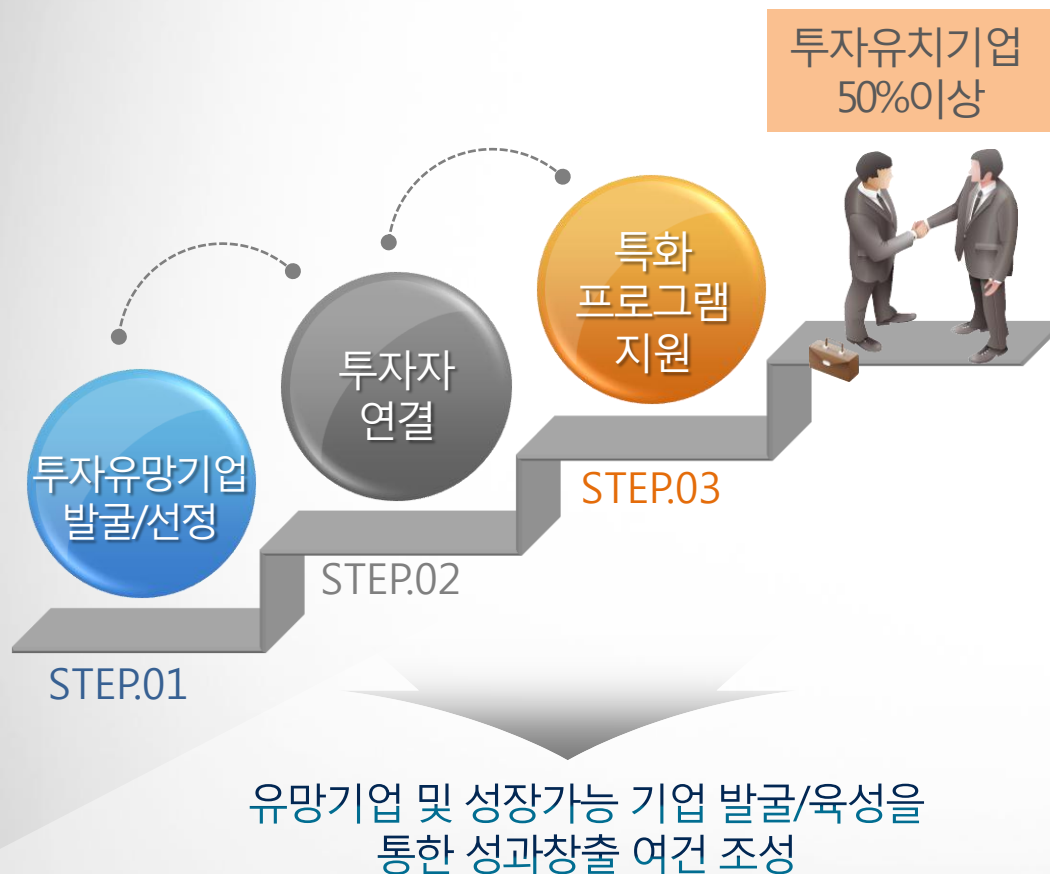 투자유치기업
50%이상
특화
프로그램
지원
투자자
연결
투자유망기업
발굴/선정
STEP.03
STEP.02
STEP.01
유망기업 및 성장가능 기업 발굴/육성을
통한 성과창출 여건 조성